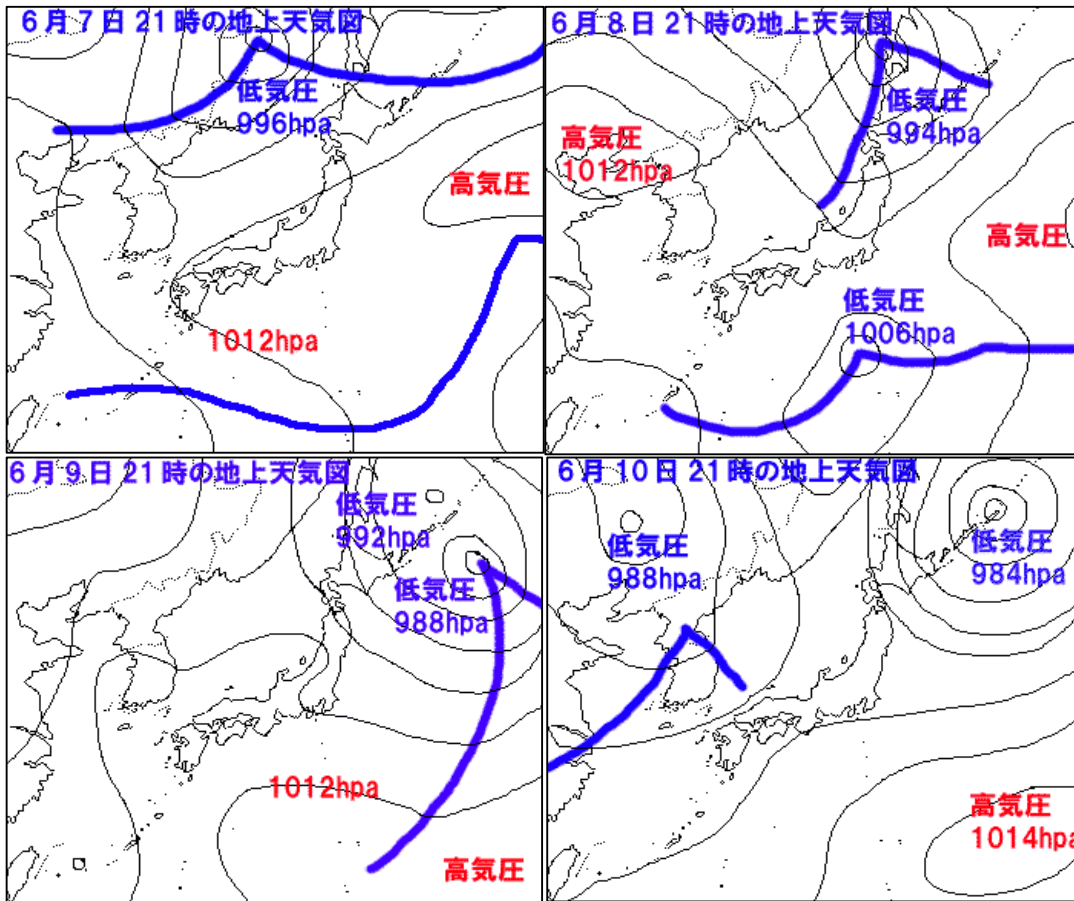 6月7日21時の地上天気図
低気圧
996hpa
高気圧
1012hpa
6月8日21時の地上天気図
低気圧
994hpa
高気圧
1012hpa
高気圧
低気圧
1006hpa
6月9日21時の地上天気図
低気圧
992hpa
低気圧
988hpa
1012hpa
高気圧
6月10日21時の地上天気図
低気圧
988hpa
低気圧
984hpa
高気圧
1014hpa